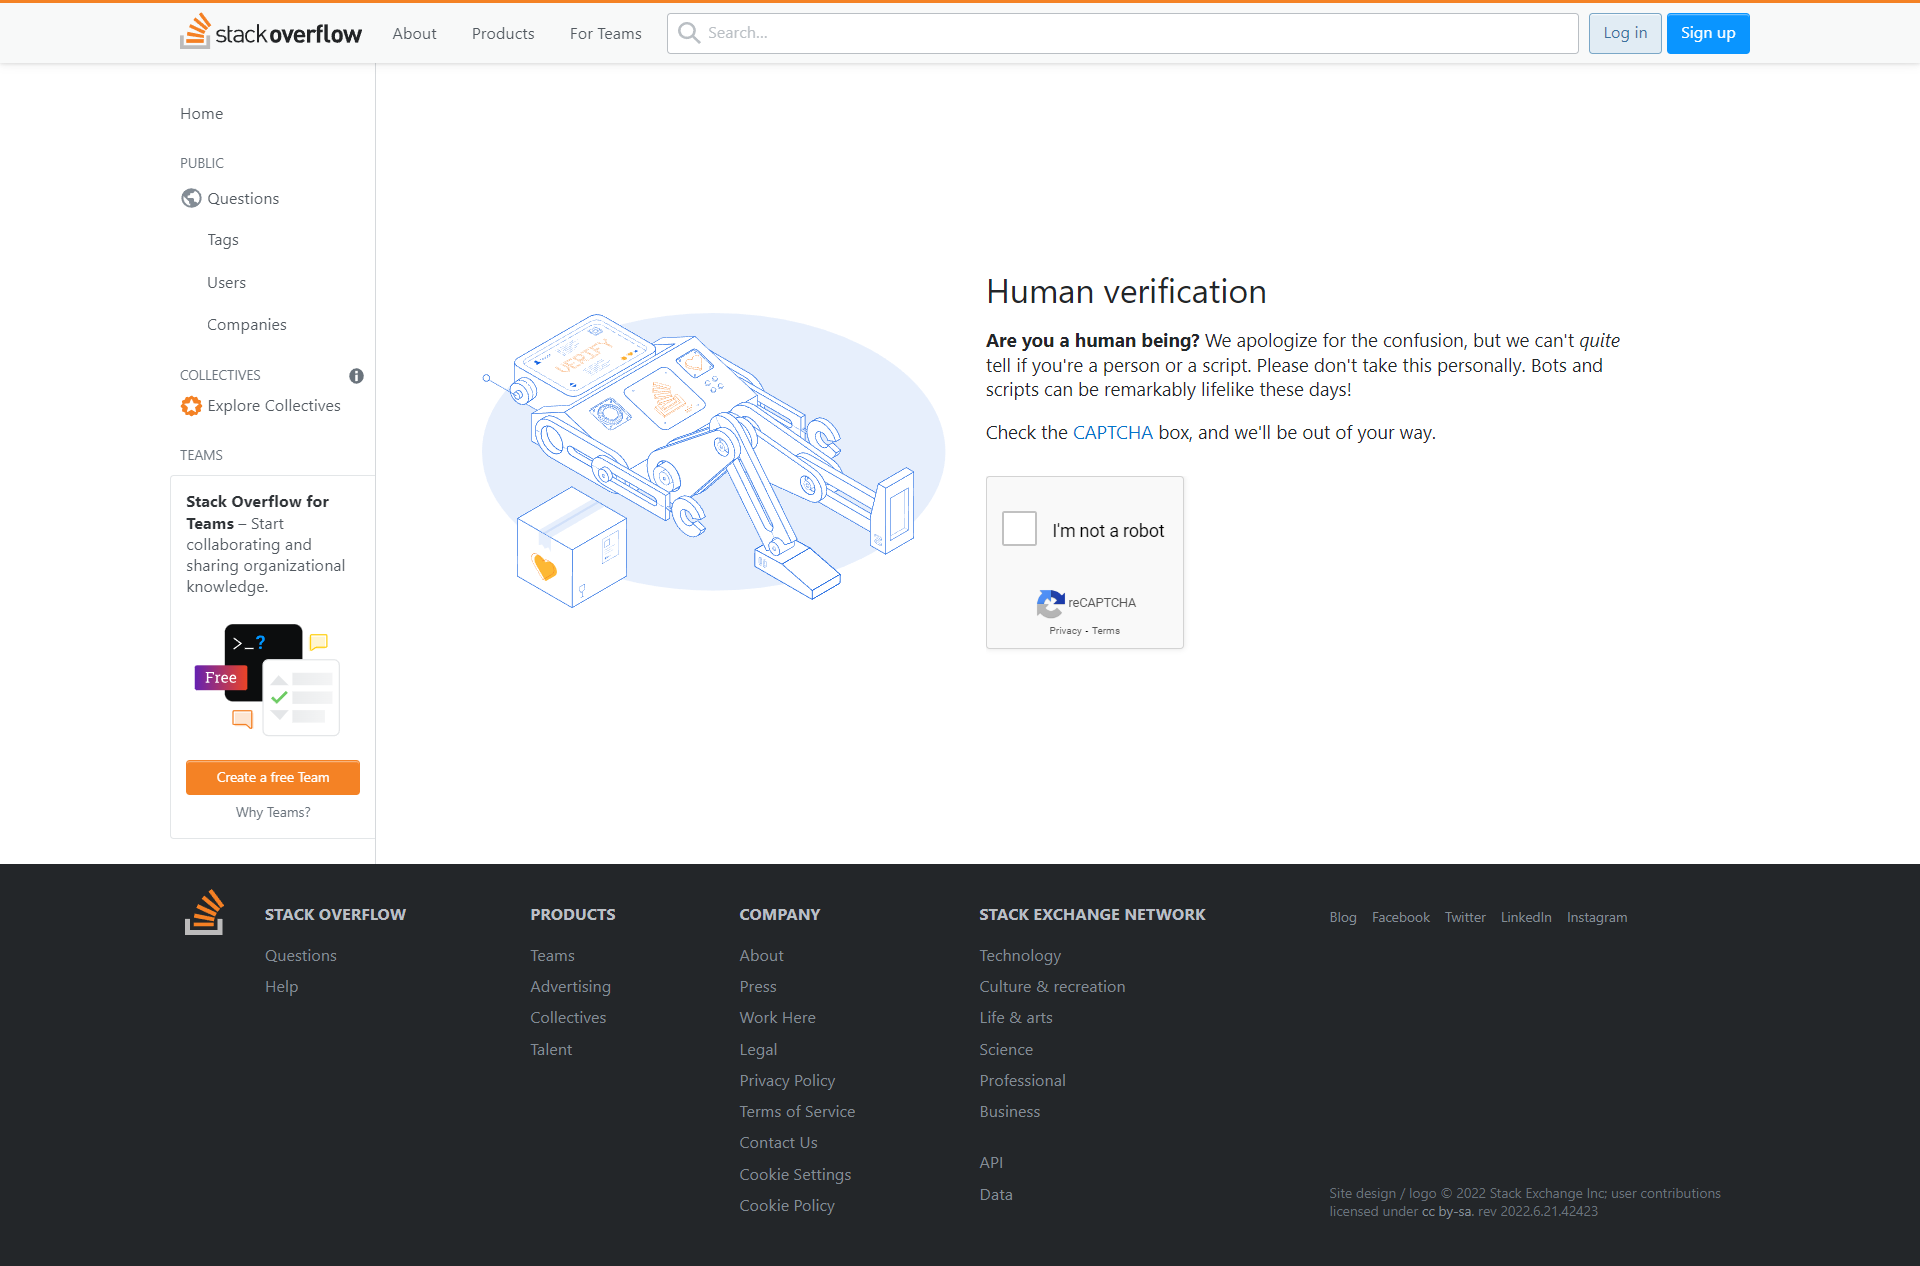 stack overflow
About
Products
For Teams
Search...
Log in
Sign up
Home
PUBLIC
Questions
Tags
Users
Companies
COLLECTIVES
Explore Collectives
TEAMS
Stack Overflow for
Teams – Start
collaborating and
sharing organizational
knowledge.
>_?
Free
Create a free Team
Why Teams?
VERIFY
Human verification
Are you a human being? We apologize for the confusion, but we can't quite
tell if you're a person or a script. Please don't take this personally. Bots and
scripts can be remarkably lifelike these days!
Check the CAPTCHA box, and we'll be out of your way.
I'm not a robot
reCAPTCHA
Privacy - Terms
STACK OVERFLOW
Questions
Help
PRODUCTS
Teams
Advertising
Collectives
Talent
COMPANY
About
Press
Work Here
Legal
Privacy Policy
Terms of Service
Contact Us
Cookie Settings
Cookie Policy
STACK EXCHANGE NETWORK
Technology
Culture & recreation
Life & arts
Science
Professional
Business
API
Data
Blog Facebook Twitter LinkedIn Instagram
Site design / logo © 2022 Stack Exchange Inc; user contributions
licensed under cc by-sa. rev 2022.6.21.42423